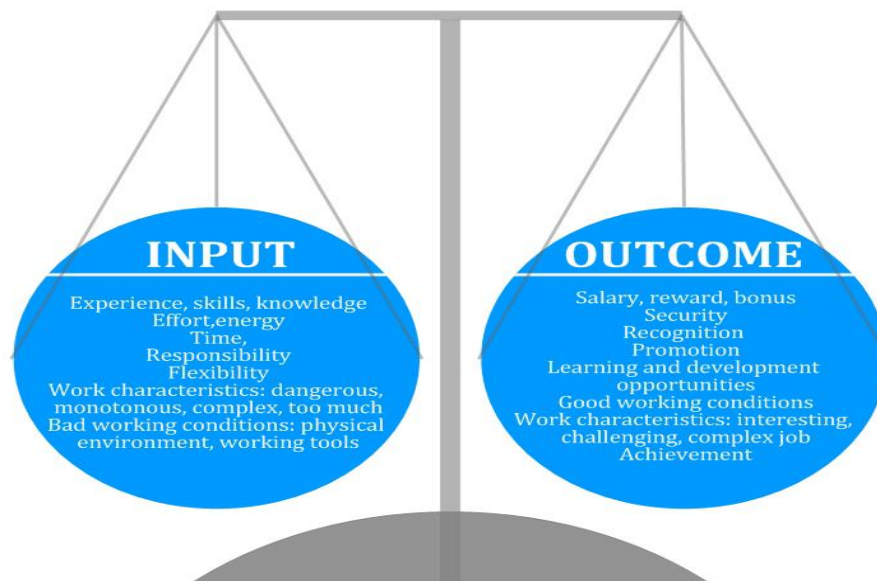 INPUT
Experience, skills, knowledge
Effort,energy
Time,
Responsibility
Flexibility
Work characteristics: dangerous,
monotonous, complex, too much
Bad working conditions: physical
environment, working tools
OUTCOME
Salary, reward, bonus
Security
Recognition
Promotion
Learning and development
opportunities
Good working conditions
Work characteristics: interesting,
challenging, complex job
Achievement